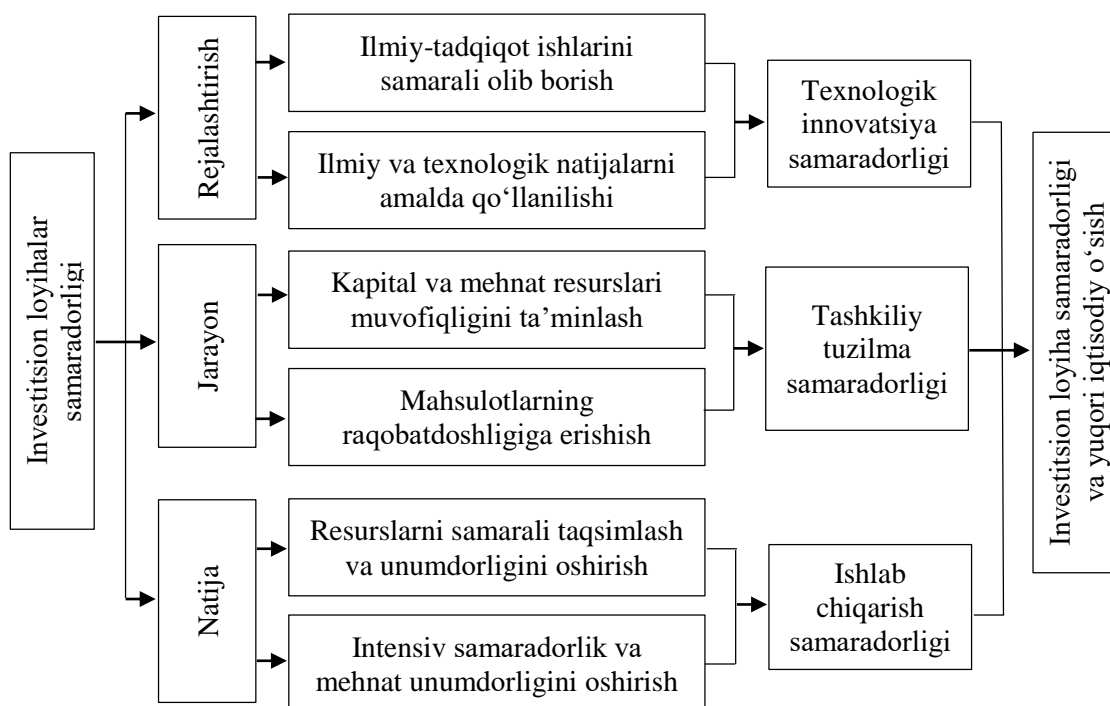 Investitsion loyihalar
samaradorligi
Rejalashtirish
Ilmiy-tadqiqot ishlarini
samarali olib borish
Ilmiy va texnologik natijalarni
amalda qo‘llanilishi
Texnologik
innovatsiya
samaradorligi
Jarayon
Kapital va mehnat resurslari
muvofiqligini ta’minlash
Mahsulotlarning
raqobatdoshligiga erishish
Tashkiliy
tuzilma
samaradorligi
Natija
Resurslarni samarali taqsimlash
va unumdorligini oshirish
Intensiv samaradorlik va
mehnat unumdorligini oshirish
Ishlab
chiqarish
samaradorligi
Investitsion loyiha samaradorligi
va yuqori iqtisodiy o‘sish